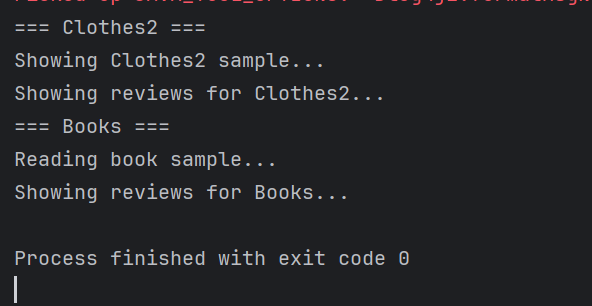 === Clothes2 ===
Showing Clothes2 sample...
Showing reviews for Clothes2...
=== Books ===
Reading book sample...
Showing reviews for Books...
Process finished with exit code 0